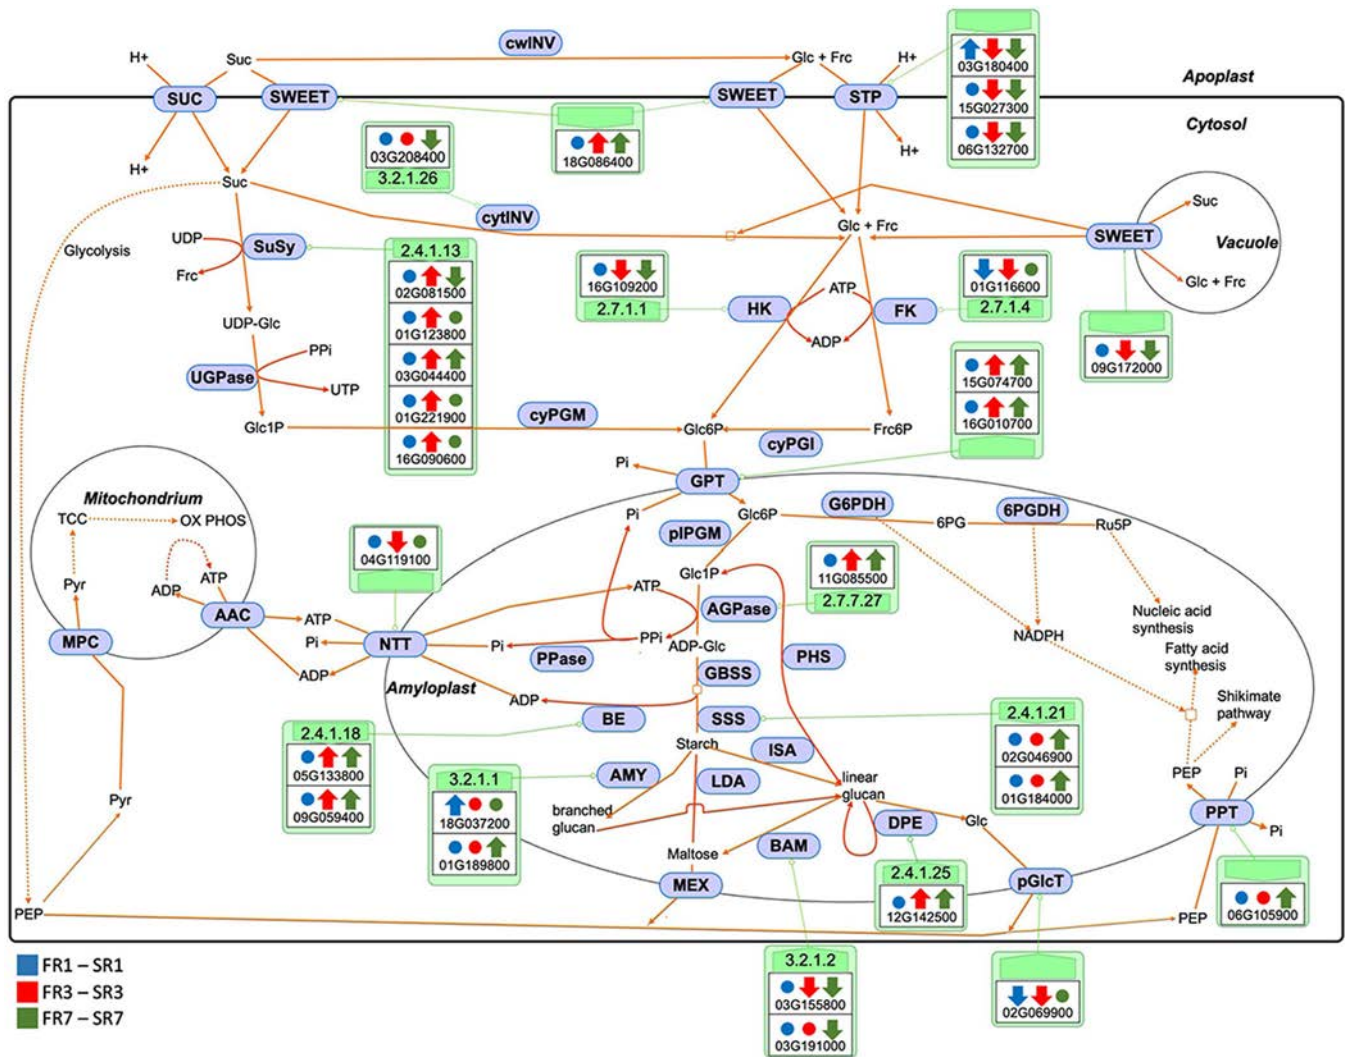 cwINV
H+
Suc
Glc + Frc
H+
Apoplast
SUC
SWEET
SWEET
STP
03G180400
15G027300
06G132700
Cytosol
H+
H+
03G208400
3.2.1.26
18G086400
Suc
cytINV
Suc
Glc + Frc
SWEET
Vacuole
Glc + Frc
Glycolysis
UDP
SuSy
Frc
2.4.1.13
02G081500
01G123800
03G044400
01G221900
16G090600
16G109200
2.7.1.1
HK
ATP
ADP
FK
01G116600
2.7.1.4
09G172000
UDP-Glc
PPi
UGPase
UTP
15G074700
16G010700
Glc1P
cyPGM
Glc6P
cyPGI
Frc6P
Pi
GPT
Mitochondrium
TCC
OX PHOS
ADP
ATP
Pyr
AAC
MPC
04G119100
Pi
plPGM
Glc6P
G6PDH
6PG
6PGDH
Ru5P
Glc1P
11G085500
2.7.7.27
ATP
AGPase
ATP
Pi
NTT
Pi
PPi
PPase
ADP-Glc
PHS
NADPH
Nucleic acid
synthesis
Fatty acid
synthesis
ADP
Amyloplast
ADP
GBSS
Shikimate
pathway
2.4.1.18
05G133800
09G059400
BE
SSS
2.4.1.21
02G046900
01G184000
Starch
ISA
3.2.1.1
18G037200
01G189800
AMY
LDA
linear
glucan
PEP
Pi
branched
glucan
Pyr
DPE
Glc
PPT
Pi
BAM
Maltose
2.4.1.25
12G142500
MEX
pGlcT
06G105900
PEP
PEP
3.2.1.2
03G155800
03G191000
02G069900
FR1 – SR1
FR3 – SR3
FR7 – SR7